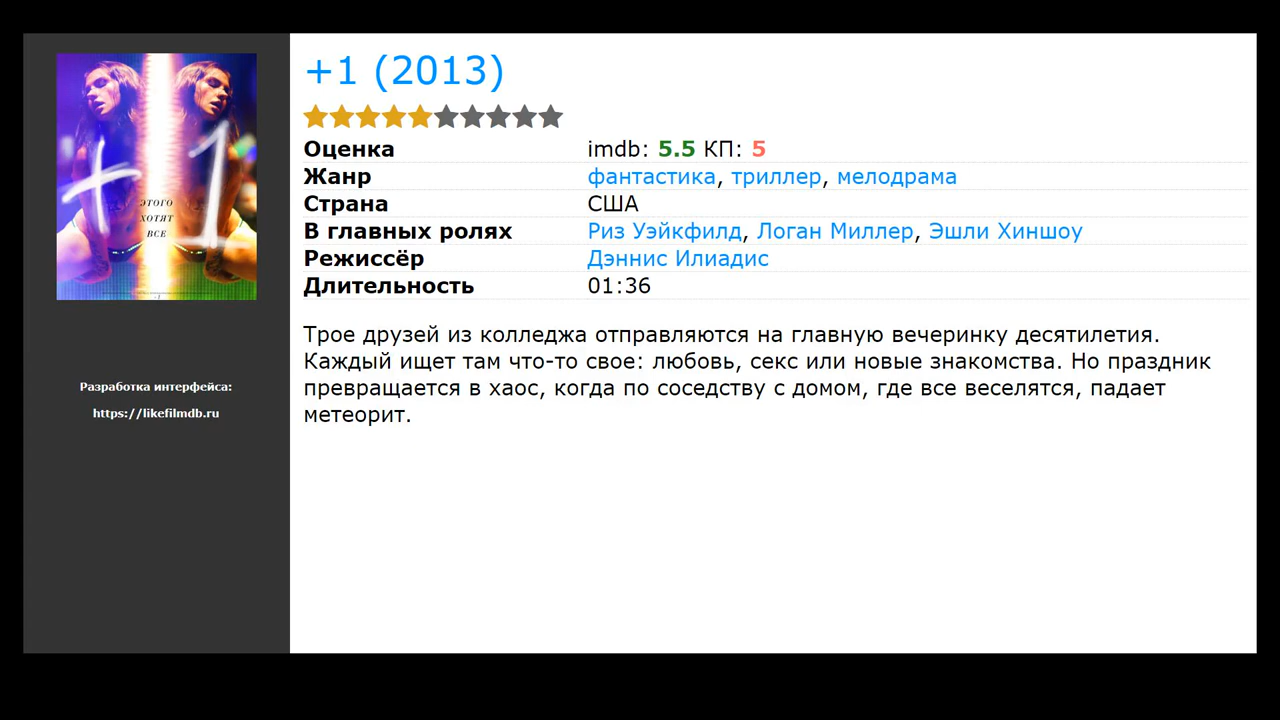 +1 (2013)
Оценка imdb: 5.5 КП: 5
Жанр фантастика, триллер, мелодрама
Страна США
В главных ролях Риз Уэйкфилд, Логан Миллер, Эшли Хиншоу
Режиссёр Дэннис Илиадис
Длительность 01:36
Трое друзей из колледжа отправляются на главную вечеринку десятилетия.
Каждый ищет там что-то свое: любовь, секс или новые знакомства. Но праздник
превращается в хаос, когда по соседству с домом, где все веселятся, падает
метеорит.
+1
ЭТОГО
ХОТЯТ
ВСЕ
Разработка интерфейса:
https://likefilmdb.ru